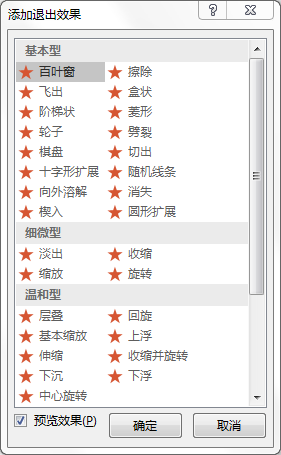 添加退出效果
基本型
百叶窗 擦除
飞出 盒状
阶梯状 菱形
轮子 劈裂
棋盘 切出
十字形扩展 随机线条
向外溶解 消失
楔入 圆形扩展
细微型
淡出 收缩
缩放 旋转
温和型
层叠 回旋
基本缩放 上浮
伸缩 收缩并旋转
下沉 下浮
中心旋转
预览效果(P) 确定 取消